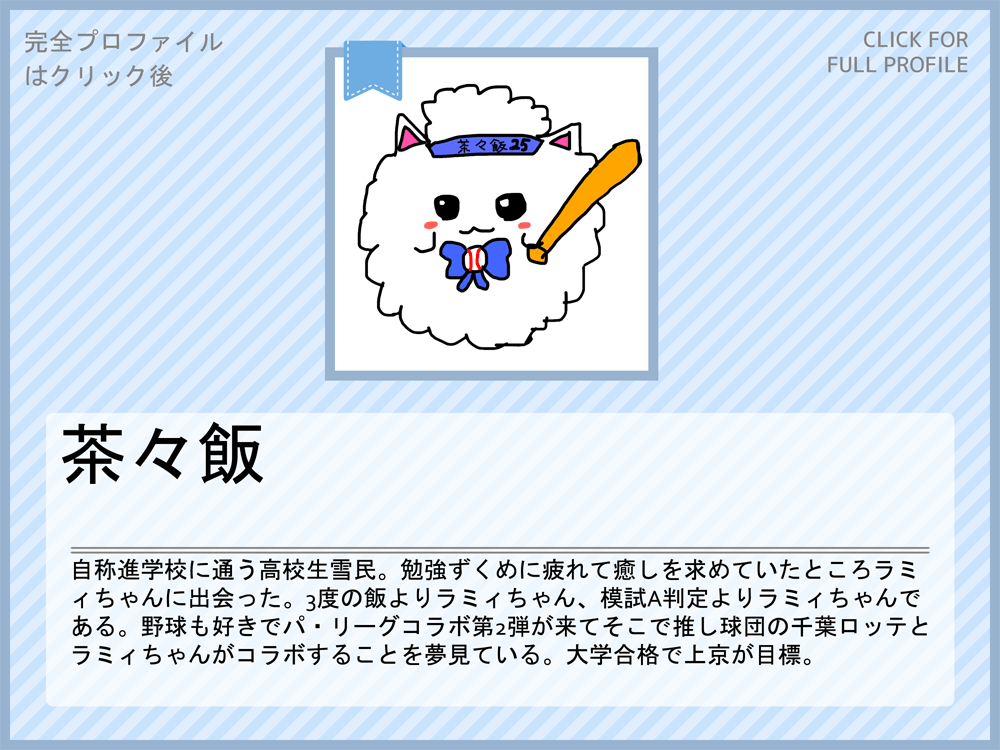 完全プロファイル
はクリック後
CLICK FOR
FULL PROFILE
茶々飯25
茶々飯
自称進学校に通う高校生雪民。勉強ずくめに疲れて癒しを求めていたところラミ
ィちゃんに出会った。3度の飯よりラミィちゃん、模試A判定よりラミィちゃんで
ある。野球も好きでパ・リーグコラボ第2弾が来てそこで推し球団の千葉ロッテと
ラミィちゃんがコラボすることを夢見ている。大学合格で上京が目標。